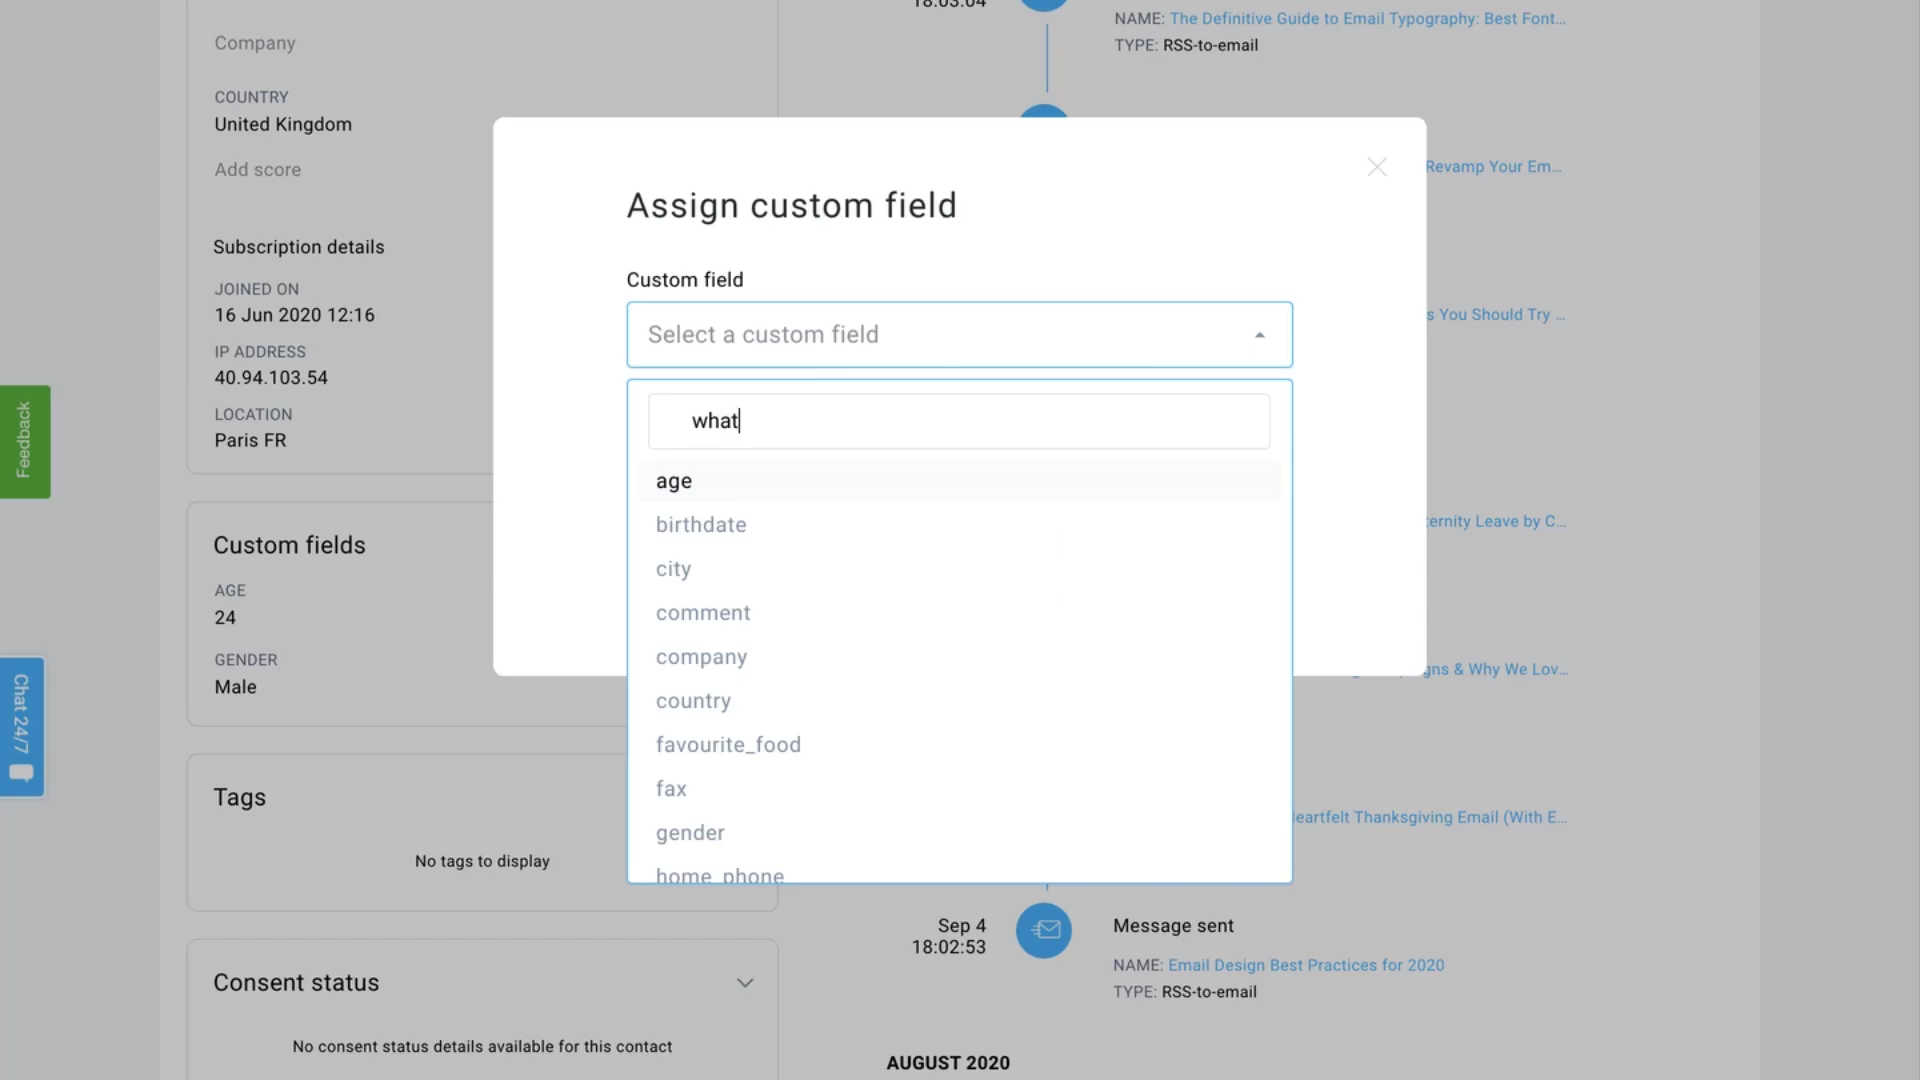 Company
COUNTRY
United Kingdom
Add score
Subscription details
JOINED ON
16 Jun 2020 12:16
IP ADDRESS
40.94.103.54
LOCATION
Paris FR
Feedback
Chat 24/7
Custom fields
AGE
24
GENDER
Male
Tags
No tags to display
Consent status
No consent status details available for this contact
Assign custom field
Custom field
Select a custom field
what
age
birthdate
city
comment
company
country
favourite_food
fax
gender
home_phone
18:03:04
NAME: The Definitive Guide to Email Typography: Best Font...
TYPE: RSS-to-email
Revamp Your Em...
s You Should Try ...
ternity Leave by C...
gns & Why We Lov...
eartfelt Thanksgiving Email (With E...
Sep 4
18:02:53
Message sent
NAME: Email Design Best Practices for 2020
TYPE: RSS-to-email
AUGUST 2020